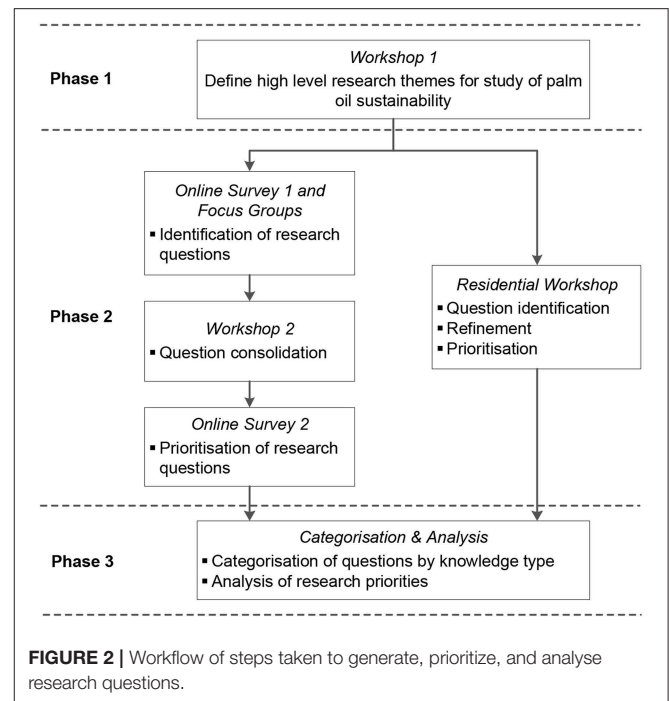 Phase 1
Workshop 1
Define high level research themes for study of palm
oil sustainability
Phase 2
Online Survey 1 and
Focus Groups
▪ Identification of research
questions
Workshop 2
▪ Question consolidation
Online Survey 2
▪ Prioritisation of research
questions
Residential Workshop
▪ Question identification
▪ Refinement
▪ Prioritisation
Phase 3
Categorisation & Analysis
▪ Categorisation of questions by knowledge type
▪ Analysis of research priorities
FIGURE 2 | Workflow of steps taken to generate, prioritize, and analyse
research questions.